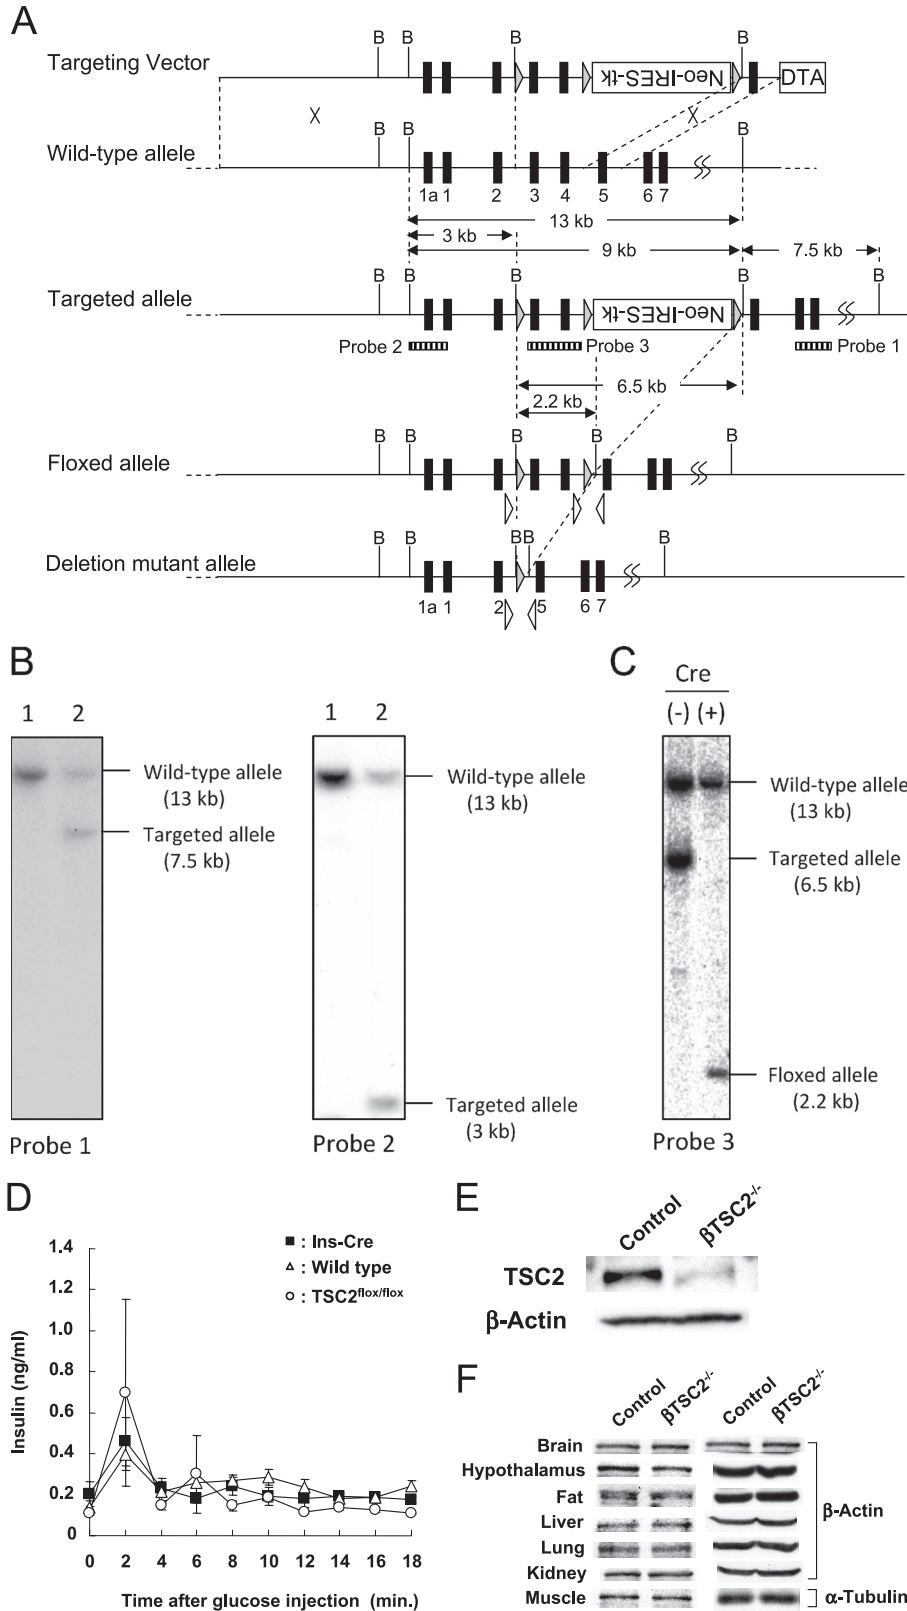 A
B B B B
Targeting Vector
Neo-IRES-tk
DTA
X X
B B B
Wild-type allele
1a 1 2 3 4 5 6 7
13 kb
3 kb
9 kb
7.5 kb
B B B B B
Targeted allele
Neo-IRES-tk
Probe 2
Probe 3
Probe 1
6.5 kb
2.2 kb
B B B B B
Floxed allele
B B B B B
Deletion mutant allele
1a 1 2 5 6 7
B
1 2
Wild-type allele
(13 kb)
Targeted allele
(7.5 kb)
Probe 1
1 2
Wild-type allele
(13 kb)
Targeted allele
(3 kb)
Probe 2
C
Cre
(-) (+)
Wild-type allele
(13 kb)
Targeted allele
(6.5 kb)
Floxed allele
(2.2 kb)
Probe 3
D
Insulin (ng/ml)
1.4
1.2
1.0
0.8
0.6
0.4
0.2
0
0 2 4 6 8 10 12 14 16 18
Time after glucose injection (min.)
■ : Ins-Cre
△ : Wild type
○ : TSC2flox/flox
E
Control βTSC2-/-
TSC2
β-Actin
F
Control βTSC2-/- Control βTSC2-/-
Brain
Hypothalamus
Fat
Liver
Lung
Kidney
Muscle
β-Actin
α-Tubulin